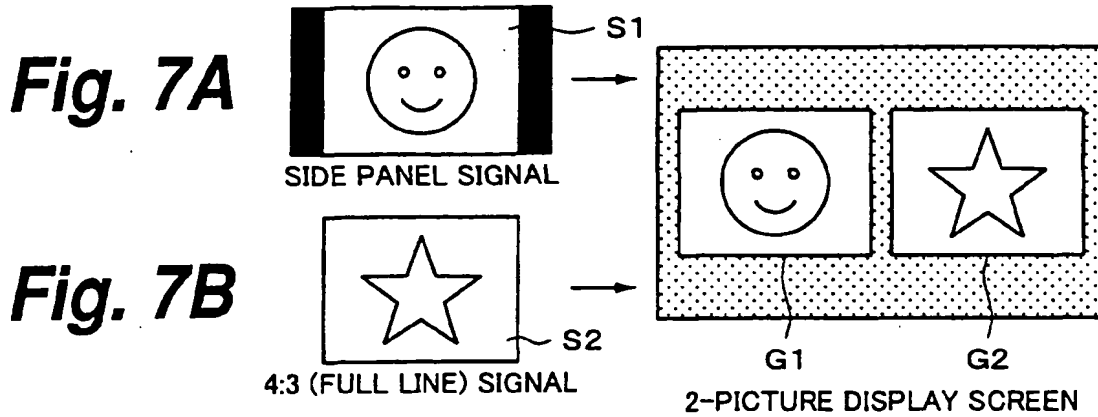 Fig. 7A
S1
SIDE PANEL SIGNAL
Fig. 7B
S2
4:3 (FULL LINE) SIGNAL
G1 G2
2-PICTURE DISPLAY SCREEN